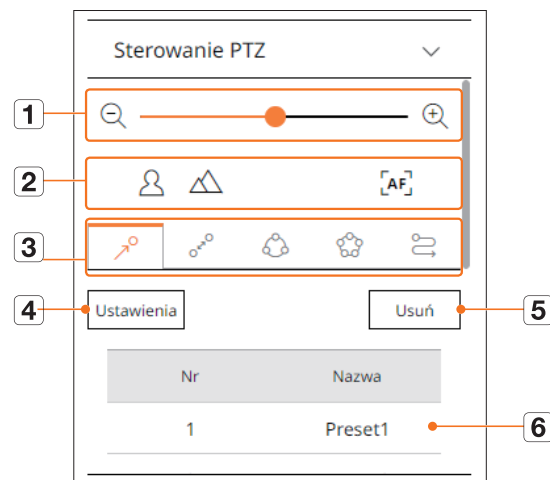 Sterowanie PTZ
1
2
AF
3
4
Ustawienia
Usuń
5
Nr
Nazwa
1
Preset1
6